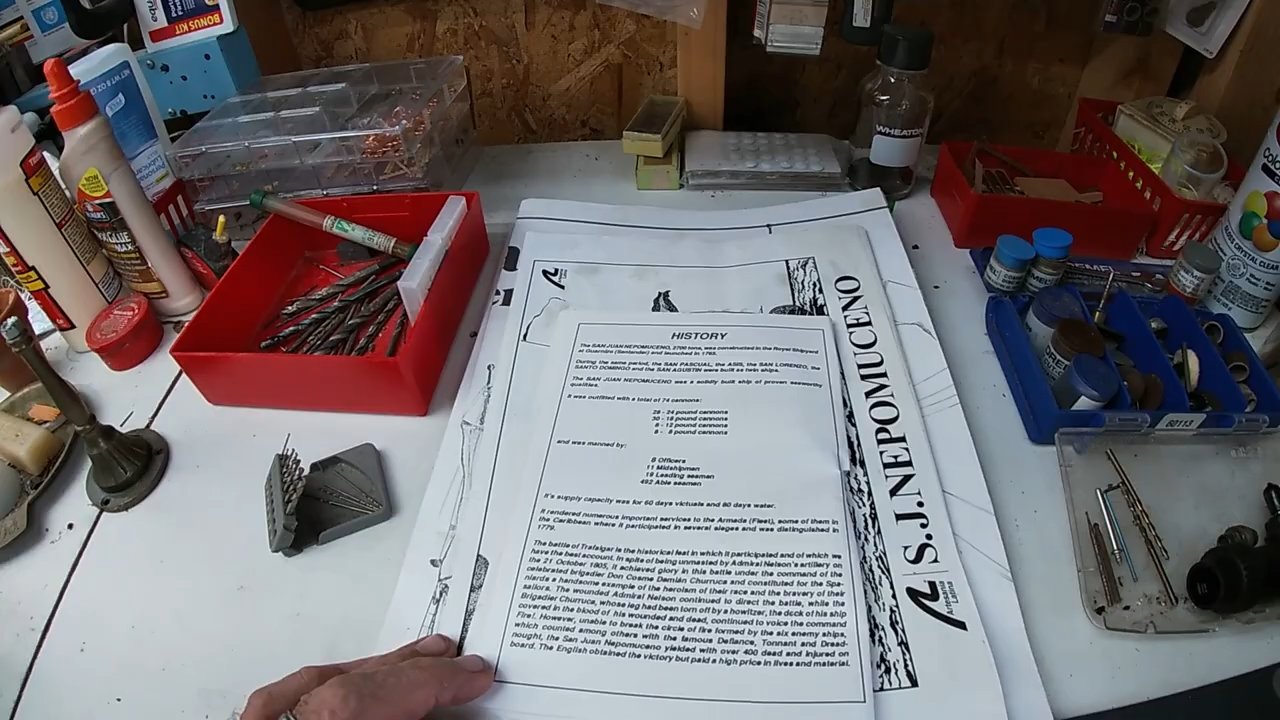 BONUS KIT
WHEATON
HISTORY
The SAN JUAN NEPOMUCENO, 2700 tons, was constructed in the Royal Shipyard
at Guarnizo (Santander) and launched in 1765.
During the same period, the SAN PASCUAL, the ASIS, the SAN LORENZO, the
SANTO DOMINGO and the SAN AGUSTIN were built as twin ships.
The SAN JUAN NEPOMUCENO was a solidly built ship of proven seaworthy
qualities.
It was outfitted with a total of 74 cannons:
28 - 24 pound cannons
30 - 18 pound cannons
8 - 12 pound cannons
8 - 8 pound cannons
and was manned by:
8 Officers
11 Midshipmen
19 Leading seamen
492 Able seamen
It's supply capacity was for 60 days victuals and 80 days water.
It rendered numerous important services to the Armada (Fleet), some of them in
the Caribbean where it participated in several sieges and was distinguished in
1779.
The battle of Trafalgar is the historical feat in which it participated and of which we
have the best account. In spite of being unmasted by Admiral Nelson's artillery on
the 21 October 1805, it achieved glory in this battle under the command of the
celebrated brigadier Don Cosme Damián Churruca and constituted for the Spa-
niards a handsome example of the heroism of their race and the bravery of their
sailors. The wounded Admiral Nelson continued to direct the battle, while the
Brigadier Churruca, whose leg had been torn off by a howitzer, the deck of his ship
covered in the blood of his wounded and dead, continued to voice the command
Fire!. However, unable to break the circle of fire formed by the six enemy ships,
which counted among others with the famous Defiance, Tonnant and Dread-
nought, the San Juan Nepomuceno yielded with over 400 dead and injured on
board. The English obtained the victory but paid a high price in lives and material.
S.J. NEPOMUCENO
Artesanía
Latina
60113
CRYSTAL CLEAR